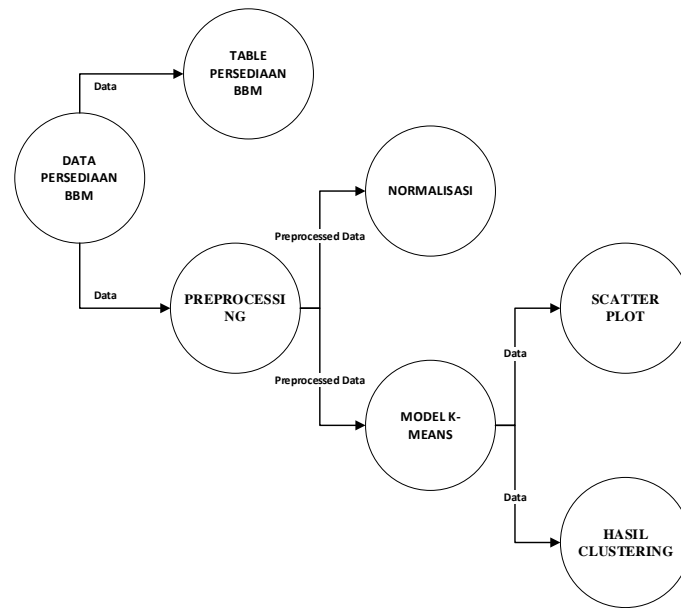 TABLE
PERSEDIAAN
BBM
Data
DATA
PERSEDIAAN
BBM
NORMALISASI
Preprocessed Data
Data
PREPROCESSI
NG
SCATTER
PLOT
Preprocessed Data
Data
MODEL K-
MEANS
Data
HASIL
CLUSTERING